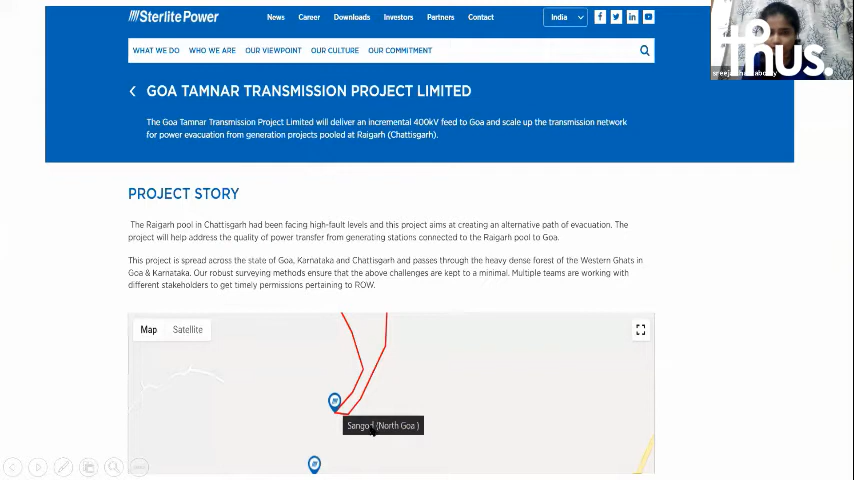 Sterlite Power
News Career Downloads Investors Partners Contact
India
WHAT WE DO WHO WE ARE OUR VIEWPOINT OUR CULTURE OUR COMMITMENT
GOA TAMNAR TRANSMISSION PROJECT LIMITED
The Goa Tamnar Transmission Project Limited will deliver an incremental 400kV feed to Goa and scale up the transmission network
for power evacuation from generation projects pooled at Raigarh (Chattisgarh).
PROJECT STORY
The Raigarh pool in Chattisgarh had been facing high-fault levels and this project aims at creating an alternative path of evacuation. The
project will help address the quality of power transfer from generating stations connected to the Raigarh pool to Goa.
This project is spread across the state of Goa, Karnataka and Chattisgarh and passes through the heavy dense forest of the Western Ghats in
Goa & Karnataka. Our robust surveying methods ensure that the above challenges are kept to a minimal. Multiple teams are working with
different stakeholders to get timely permissions pertaining to ROW.
Map Satellite
Sangod (North Goa )
#thus.